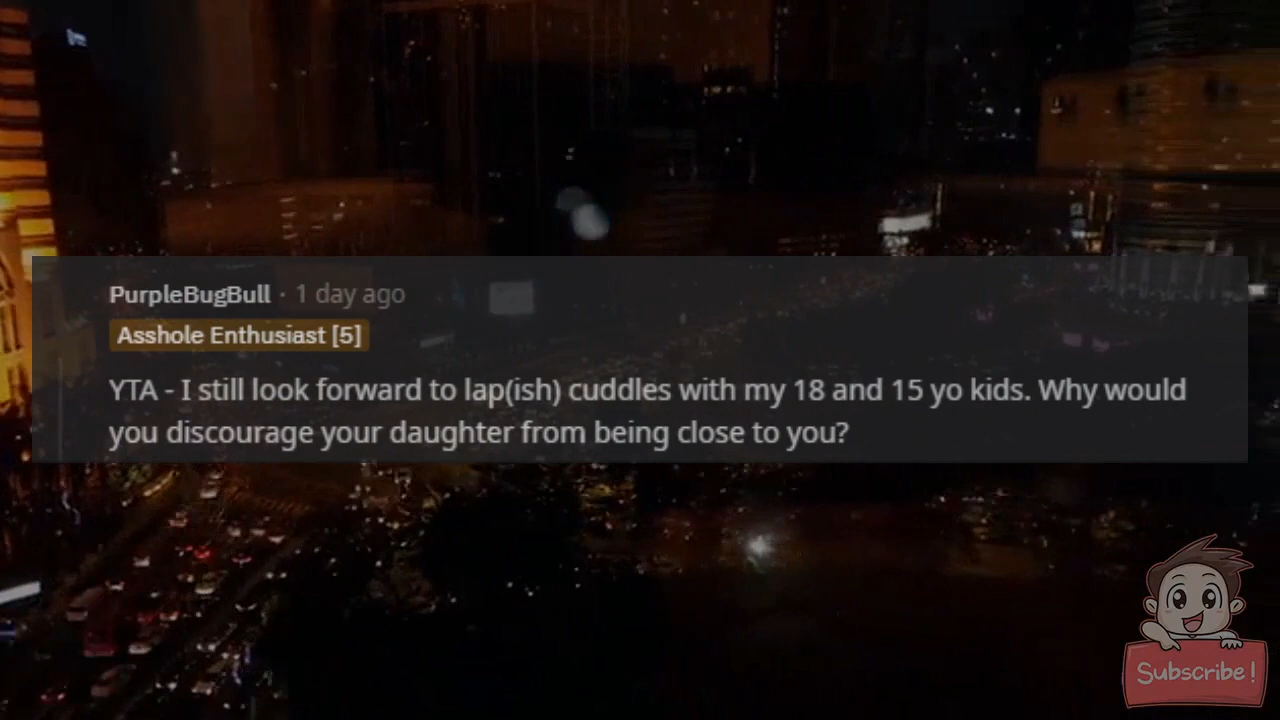 PurpleBugBull · 1 day ago
Asshole Enthusiast [5]
YTA - I still look forward to lap(ish) cuddles with my 18 and 15 yo kids. Why would
you discourage your daughter from being close to you?
Subscribe!